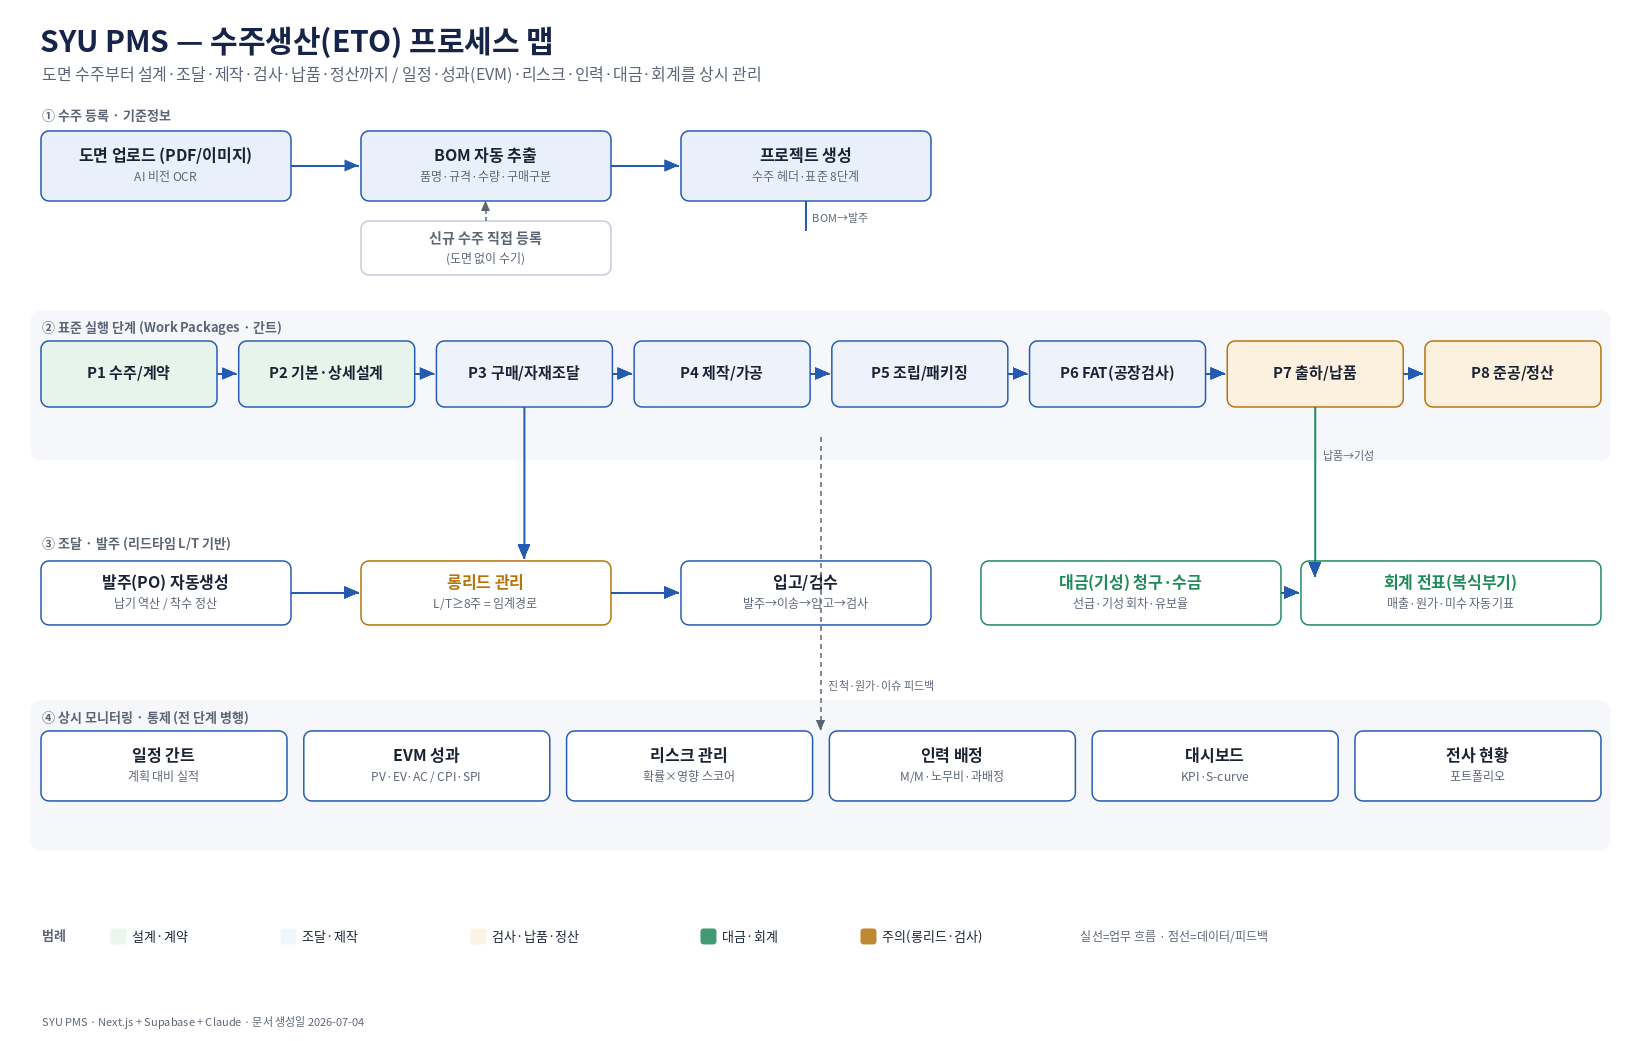 SYU PMS — 수주생산(ETO) 프로세스 맵
도면 수주부터 설계·조달·제작·검사·납품·정산까지 / 일정·성과(EVM)·리스크·인력·대금·회계를 상시 관리
① 수주 등록 · 기준정보
도면 업로드 (PDF/이미지)
AI 비전 OCR
BOM 자동 추출
품명·규격·수량·구매구분
프로젝트 생성
수주 헤더·표준 8단계
BOM→발주
신규 수주 직접 등록
(도면 없이 수기)
② 표준 실행 단계 (Work Packages · 간트)
P1 수주/계약
P2 기본·상세설계
P3 구매/자재조달
P4 제작/가공
P5 조립/패키징
P6 FAT(공장검사)
P7 출하/납품
P8 준공/정산
납품→기성
③ 조달 · 발주 (리드타임 L/T 기반)
발주(PO) 자동생성
납기 역산 / 착수 정산
롱리드 관리
L/T≥8주 = 임계경로
입고/검수
발주→이송→입고→검사
대금(기성) 청구·수금
선급·기성 회차·유보율
회계 전표(복식부기)
매출·원가·미수 자동기표
진척·원가·이슈 피드백
④ 상시 모니터링 · 통제 (전 단계 병행)
일정 간트
계획 대비 실적
EVM 성과
PV·EV·AC / CPI·SPI
리스크 관리
확률×영향 스코어
인력 배정
M/M·노무비·과배정
대시보드
KPI·S-curve
전사 현황
포트폴리오
범례
설계·계약
조달·제작
검사·납품·정산
대금·회계
주의(롱리드·검사)
실선=업무 흐름 · 점선=데이터/피드백
SYU PMS · Next.js + Supabase + Claude · 문서 생성일 2026-07-04